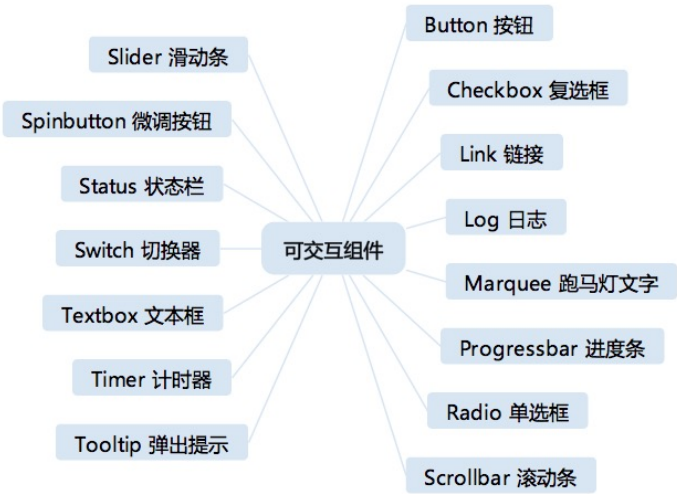 Button 按钮
Slider 滑动条
Checkbox 复选框
Spinbutton 微调按钮
Link 链接
Status 状态栏
Log 日志
Switch 切换器
可交互组件
Marquee 跑马灯文字
Textbox 文本框
Progressbar 进度条
Timer 计时器
Radio 单选框
Tooltip 弹出提示
Scrollbar 滚动条